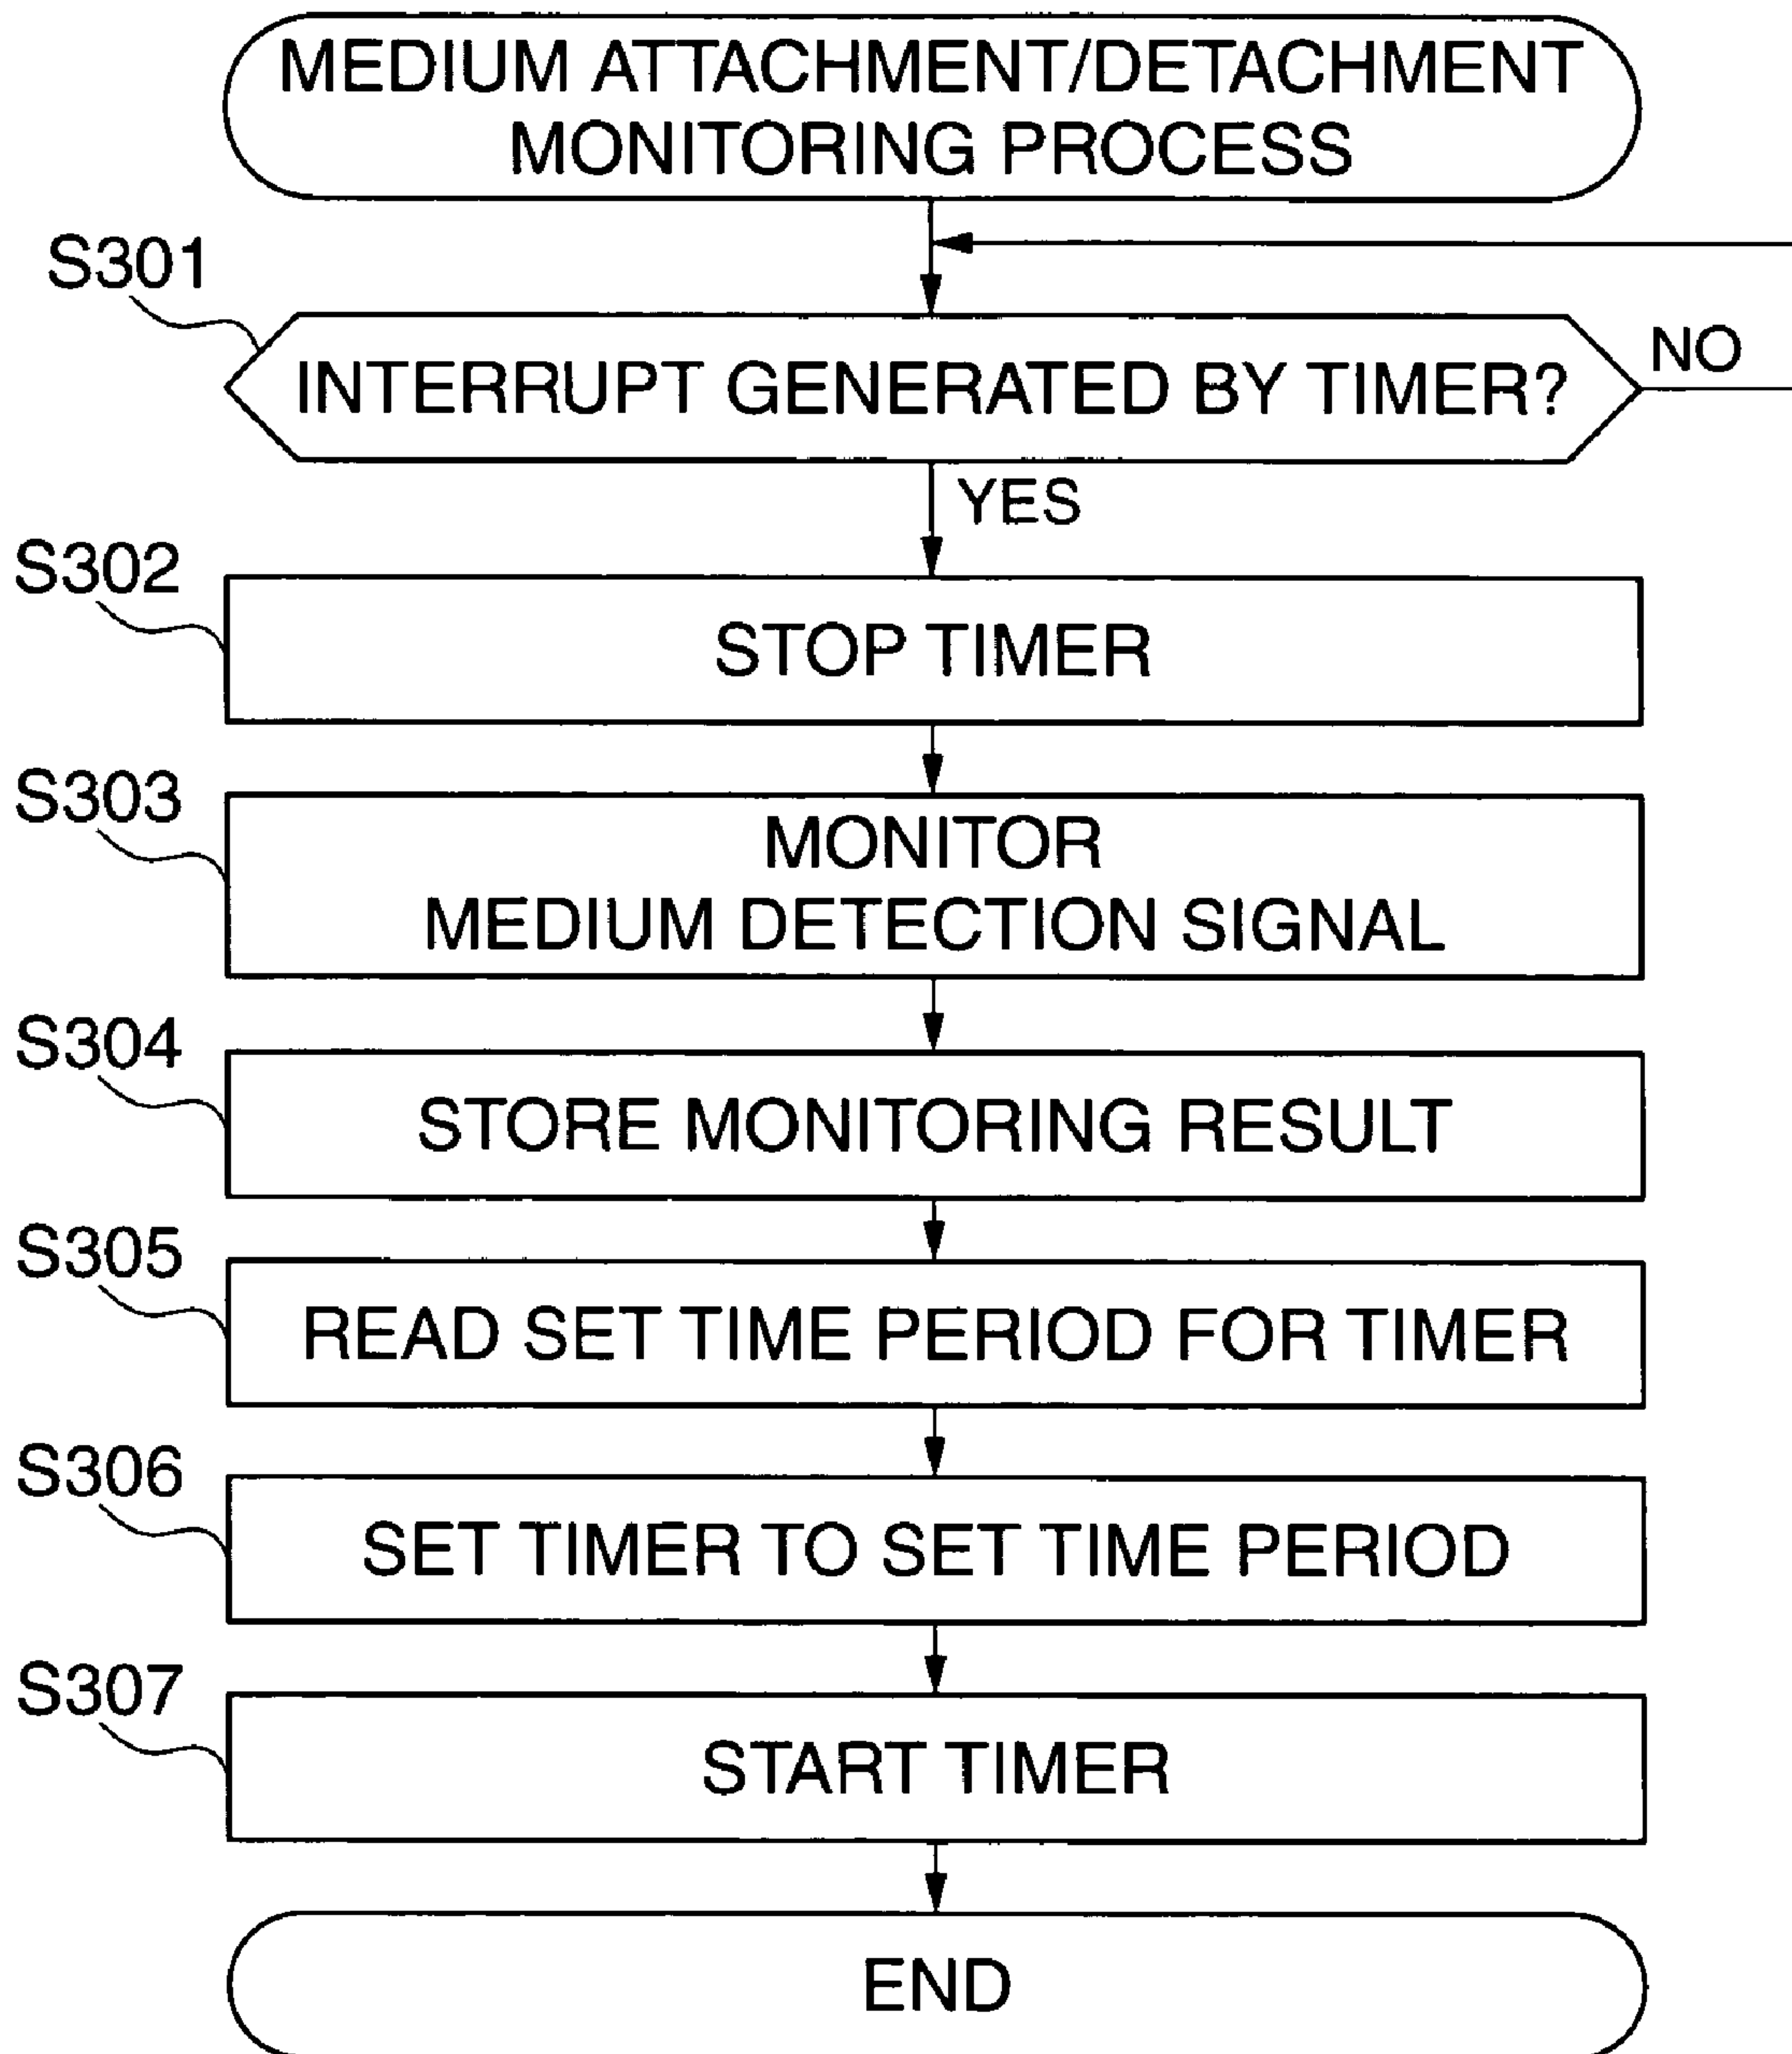 MEDIUM ATTACHMENT/DETACHMENT
MONITORING PROCESS
S301
INTERRUPT GENERATED BY TIMER?
NO
YES
S302
STOP TIMER
S303
MONITOR
MEDIUM DETECTION SIGNAL
S304
STORE MONITORING RESULT
S305
READ SET TIME PERIOD FOR TIMER
S306
SET TIMER TO SET TIME PERIOD
S307
START TIMER
END